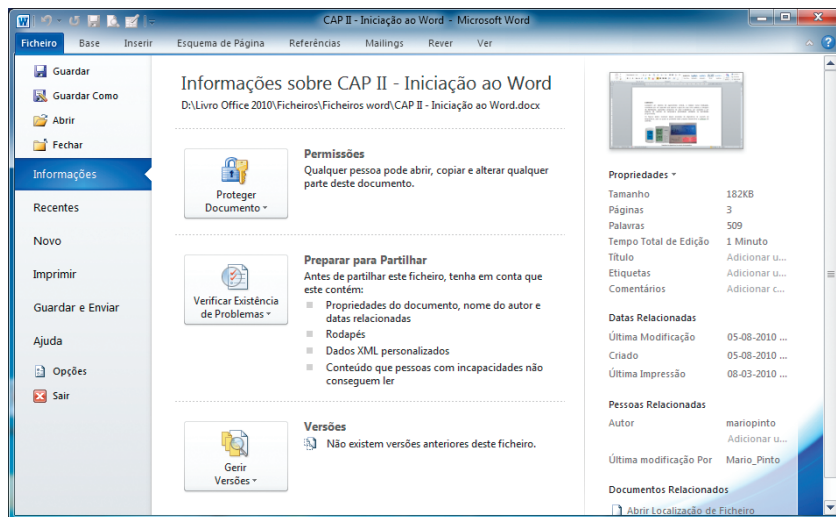 CAP II - Iniciação ao Word - Microsoft Word
Ficheiro Base Inserir Esquema de Página Referências Mailings Rever Ver
Guardar
Guardar Como
Abrir
Fechar
Informações
Recentes
Novo
Imprimir
Guardar e Enviar
Ajuda
Opções
Sair
Informações sobre CAP II - Iniciação ao Word
D:\Livro Office 2010\Ficheiros\Ficheiros word\CAP II - Iniciação ao Word.docx
Proteger
Documento
Permissões
Qualquer pessoa pode abrir, copiar e alterar qualquer
parte deste documento.
Verificar Existência
de Problemas
Preparar para Partilhar
Antes de partilhar este ficheiro, tenha em conta que
este contém:
Propriedades do documento, nome do autor e
datas relacionadas
Rodapés
Dados XML personalizados
Conteúdo que pessoas com incapacidades não
conseguem ler
Gerir
Versões
Versões
Não existem versões anteriores deste ficheiro.
Propriedades
Tamanho 182KB
Páginas 3
Palavras 509
Tempo Total de Edição 1 Minuto
Título Adicionar u...
Etiquetas Adicionar u...
Comentários Adicionar c...
Datas Relacionadas
Última Modificação 05-08-2010 ...
Criado 05-08-2010 ...
Última Impressão 08-03-2010 ...
Pessoas Relacionadas
Autor mariopinto
Adicionar u...
Última modificação Por Mario_Pinto
Documentos Relacionados
Abrir Localização de Ficheiro